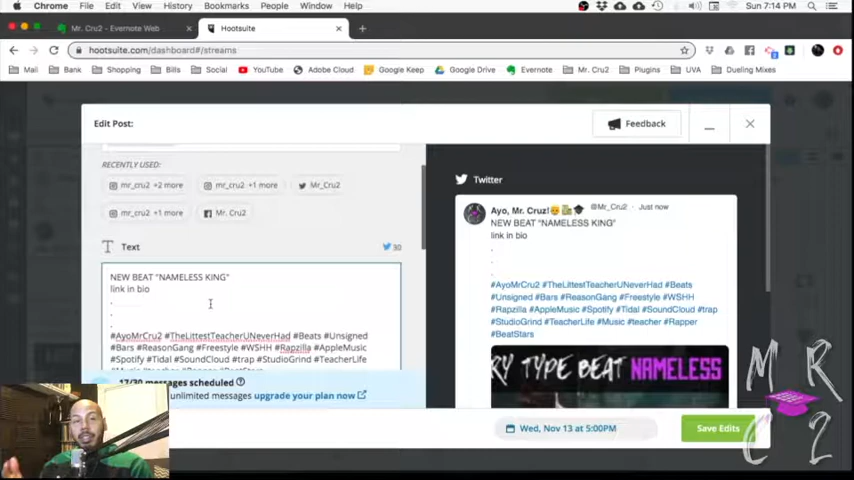 Chrome File Edit View History Bookmarks People Window Help Sun 7:14 PM
Mr. Cru2 - Evernote Web Hootsuite
hootsuite.com/dashboard#/streams
Mail Bank Shopping Bills Social YouTube Adobe Cloud Google Keep Google Drive Evernote Mr. Cru2 Plugins UVA Dueling Mixes
Edit Post:
Feedback
RECENTLY USED:
mr_cru2 +2 more mr_cru2 +1 more Mr_Cru2
mr_cru2 +1 more Mr. Cru2
Text
30
NEW BEAT "NAMELESS KING"
link in bio
.
.
.
#AyoMrCru2 #TheLittestTeacherUNeverHad #Beats #Unsigned
#Bars #ReasonGang #Freestyle #WSHH #Rapzilla #AppleMusic
#Spotify #Tidal #SoundCloud #trap #StudioGrind #TeacherLife
17/30 messages scheduled
unlimited messages upgrade your plan now
Twitter
Ayo, Mr. Cruz! @Mr_Cru2 · Just now
NEW BEAT "NAMELESS KING"
link in bio
.
.
.
#AyoMrCru2 #TheLittestTeacherUNeverHad #Beats
#Unsigned #Bars #ReasonGang #Freestyle #WSHH
#Rapzilla #AppleMusic #Spotify #Tidal #SoundCloud #trap
#StudioGrind #TeacherLife #Music #teacher #Rapper
#BeatStars
RY TYPE BEAT NAMELESS
Wed, Nov 13 at 5:00PM
Save Edits
M R
C 2